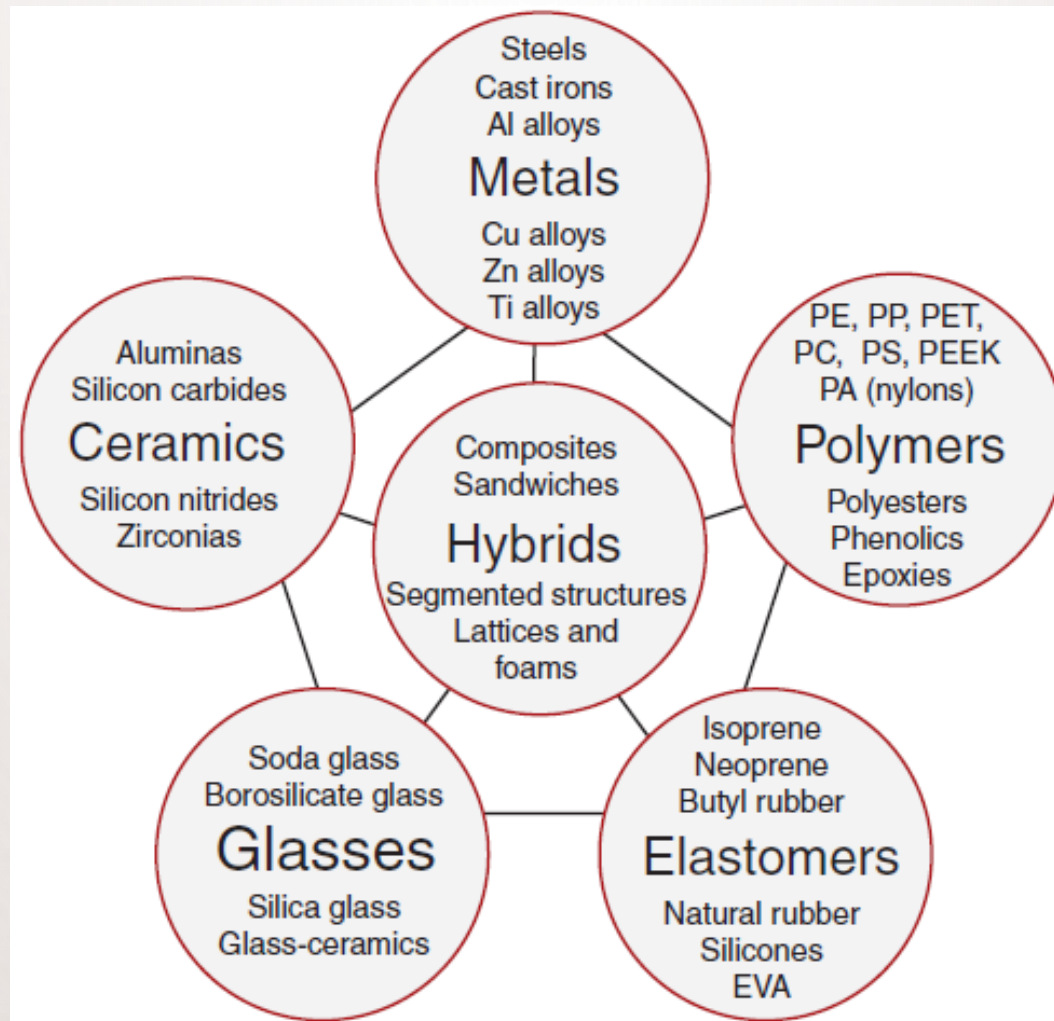 Steels
Cast irons
Al alloys
Metals
Cu alloys
Zn alloys
Ti alloys
Aluminas
Silicon carbides
Ceramics
Silicon nitrides
Zirconias
PE, PP, PET,
PC, PS, PEEK
PA (nylons)
Polymers
Polyesters
Phenolics
Epoxies
Composites
Sandwiches
Hybrids
Segmented structures
Lattices and
foams
Soda glass
Borosilicate glass
Glasses
Silica glass
Glass-ceramics
Isoprene
Neoprene
Butyl rubber
Elastomers
Natural rubber
Silicones
EVA